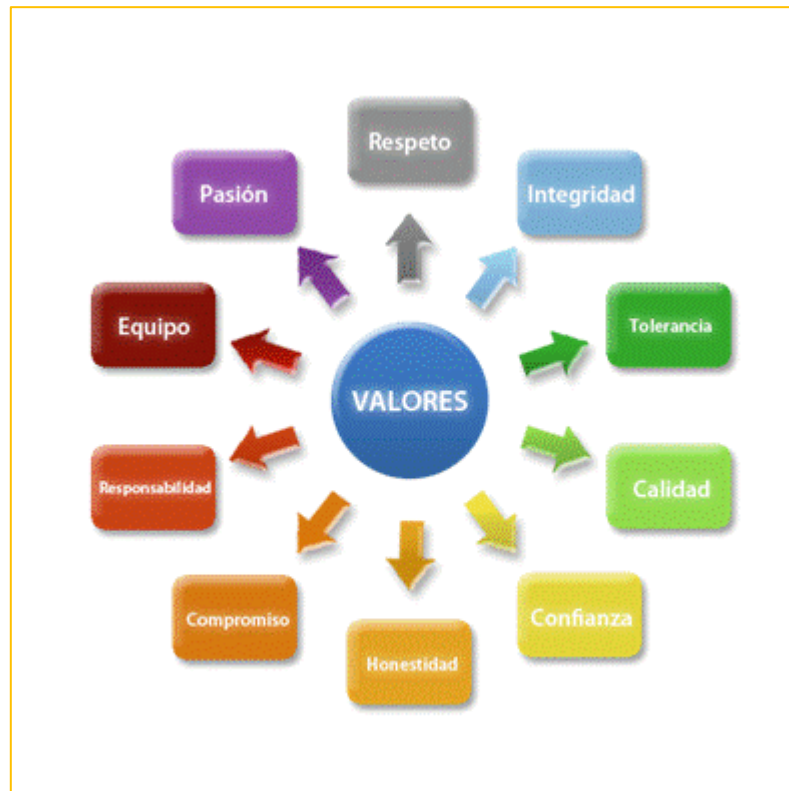 Respeto
Pasión
Integridad
Equipo
Tolerancia
VALORES
Responsabilidad
Calidad
Compromiso
Confianza
Honestidad